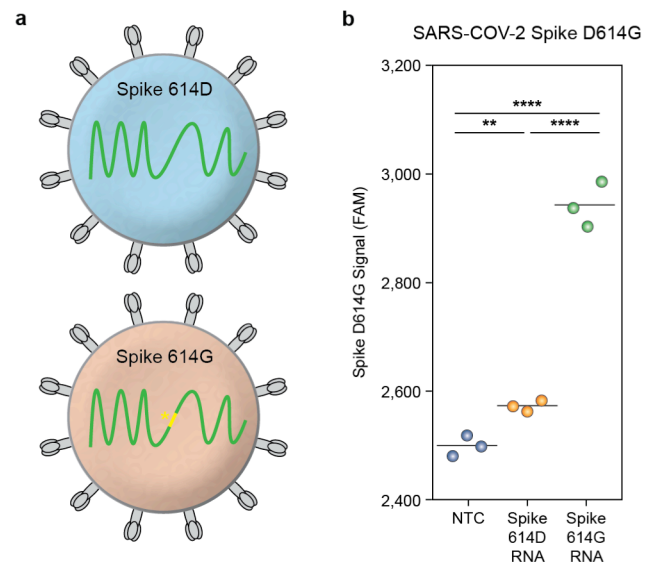 a
Spike 614D
Spike 614G
*
b
SARS-COV-2 Spike D614G
Spike D614G Signal (FAM)
3,200
3,000
2,800
2,600
2,400
****
** ****
NTC
Spike
614D
RNA
Spike
614G
RNA